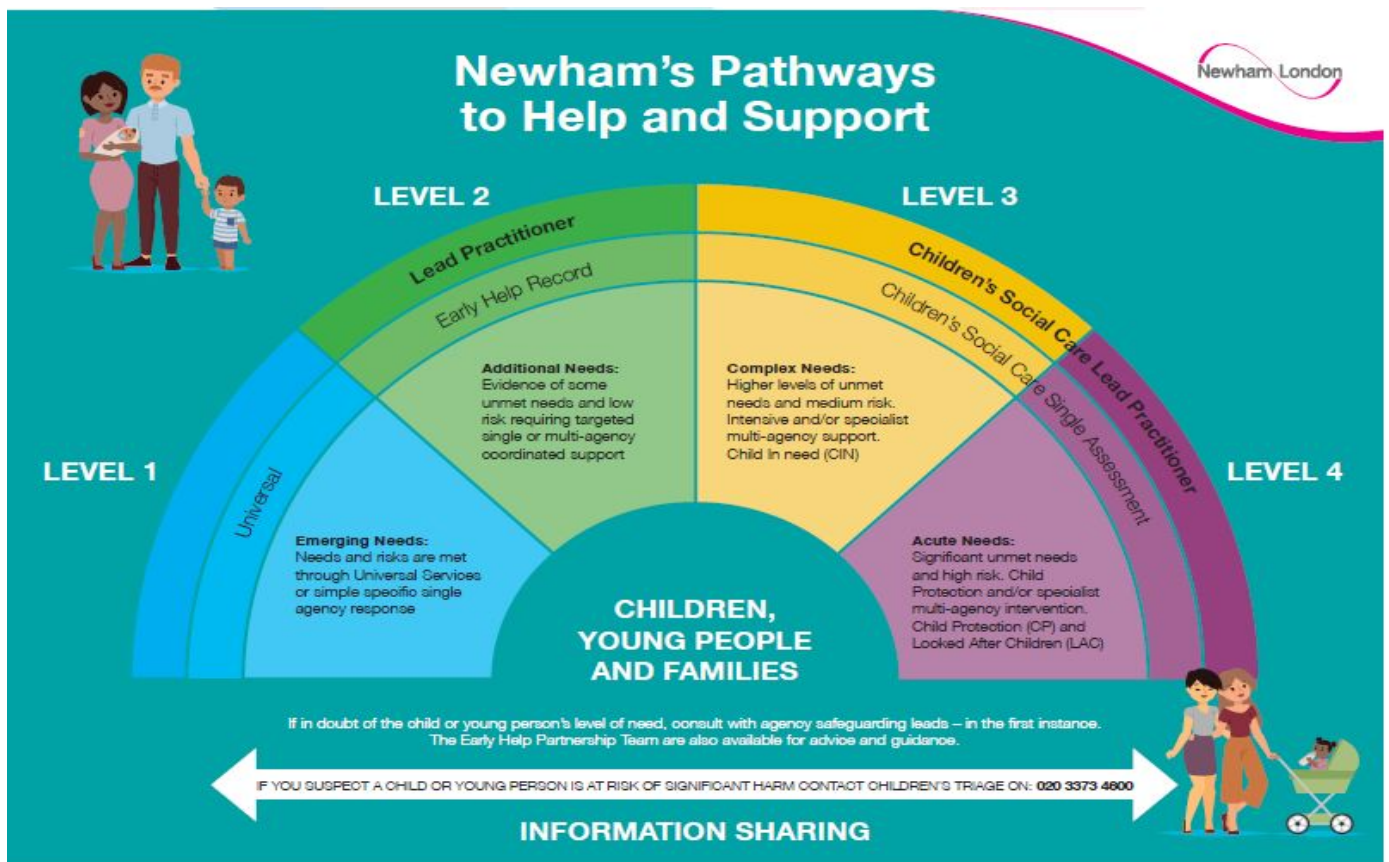 Newham's Pathways
to Help and Support
Newham London
LEVEL 1
Universal
Emerging Needs:
Needs and risks are met
through Universal Services
or simple specific single
agency response
LEVEL 2
Lead Practitioner
Early Help Record
Additional Needs:
Evidence of some
unmet needs and low
risk requiring targeted
single or multi-agency
coordinated support
LEVEL 3
Children's Social Care Lead Practitioner
Children's Social Care Single Assessment
Complex Needs:
Higher levels of unmet
needs and medium risk.
Intensive and/or specialist
multi-agency support.
Child In need (CIN)
LEVEL 4
Acute Needs:
Significant unmet needs
and high risk. Child
Protection and/or specialist
multi-agency intervention.
Child Protection (CP) and
Looked After Children (LAC)
CHILDREN,
YOUNG PEOPLE
AND FAMILIES
If in doubt of the child or young person's level of need, consult with agency safeguarding leads – in the first instance.
The Early Help Partnership Team are also available for advice and guidance.
IF YOU SUSPECT A CHILD OR YOUNG PERSON IS AT RISK OF SIGNIFICANT HARM CONTACT CHILDREN'S TRIAGE ON: 020 3373 4600
INFORMATION SHARING